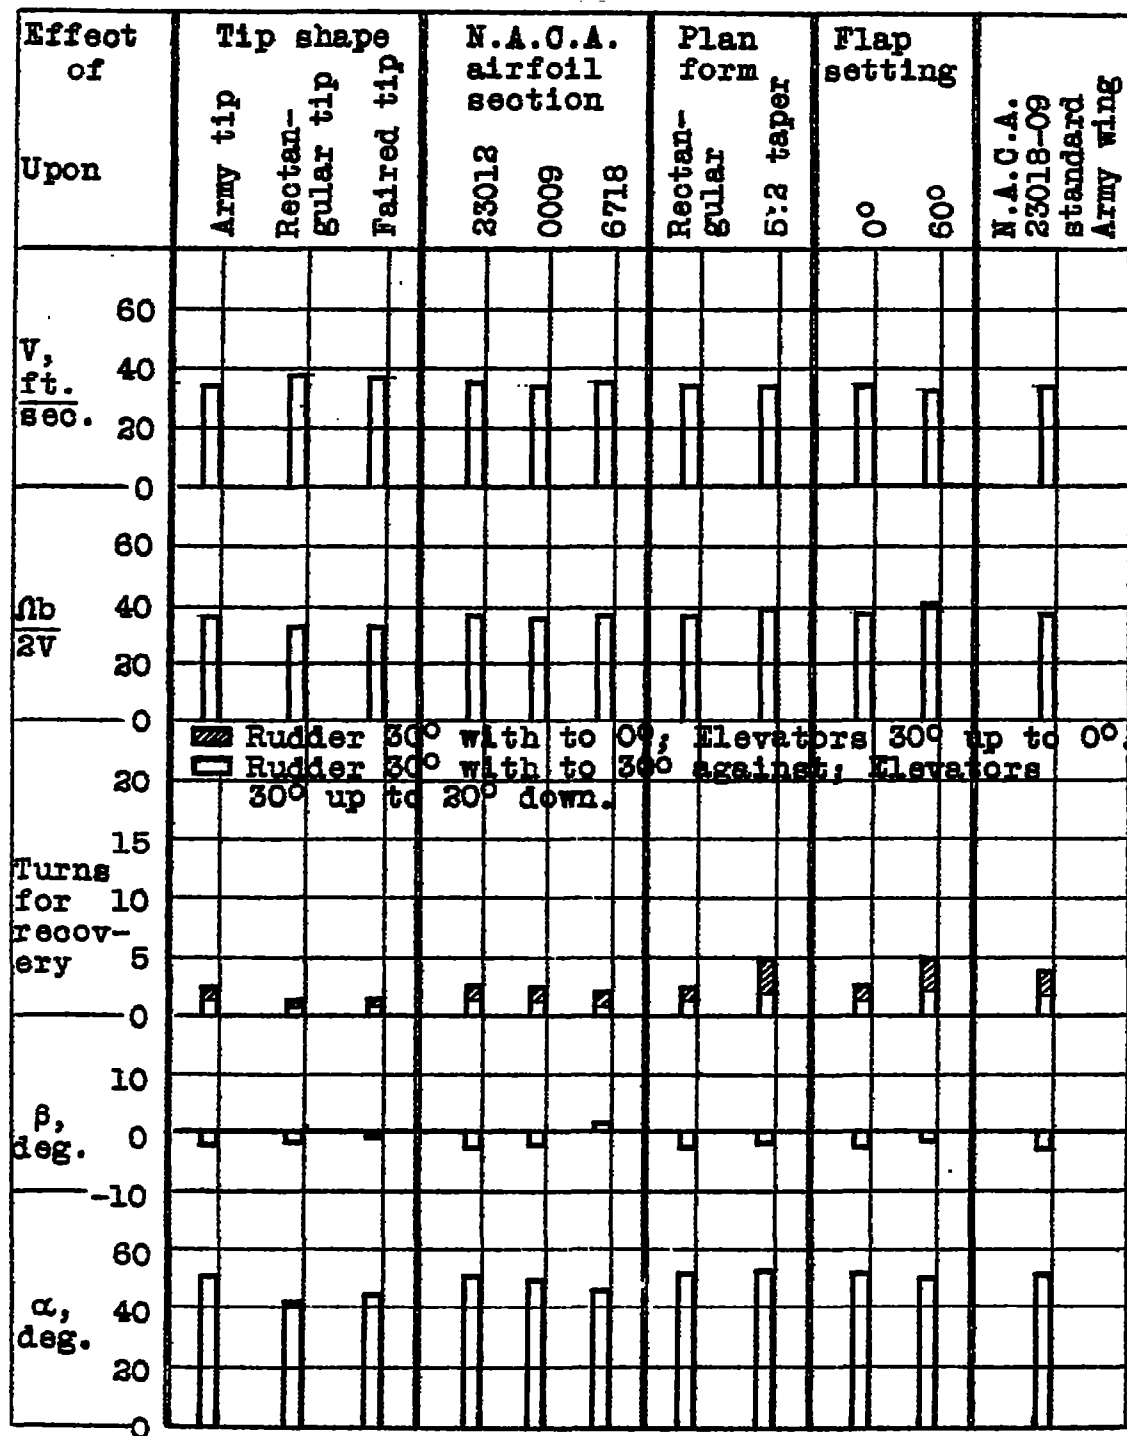 Effect
of
Upon
Tip shape
Army tip
Rectan-
gular tip
Faired tip
N.A.C.A.
airfoil
section
23012
0009
6718
Plan
form
Rectan-
gular
5:2 taper
Flap
setting
0°
60°
N.A.C.A.
23018-09
standard
Army wing
V,
ft.
sec.
60
40
20
0
Ωb
2V
60
40
20
0
Rudder 30° with to 0°; Elevators 30° up to 0°.
Rudder 30° with to 30° against; Elevators
30° up to 20° down.
Turns
for
recov-
ery
20
15
10
5
0
β,
deg.
10
0
-10
α,
deg.
60
40
20
0